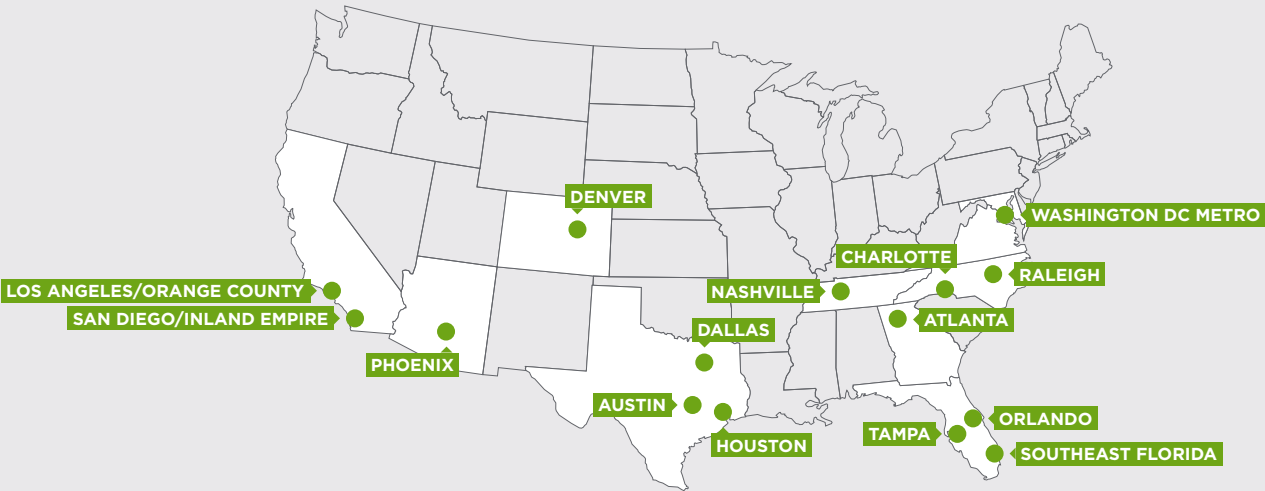 DENVER
WASHINGTON DC METRO
CHARLOTTE
RALEIGH
LOS ANGELES/ORANGE COUNTY
NASHVILLE
SAN DIEGO/INLAND EMPIRE
ATLANTA
DALLAS
PHOENIX
AUSTIN
ORLANDO
TAMPA
HOUSTON
SOUTHEAST FLORIDA